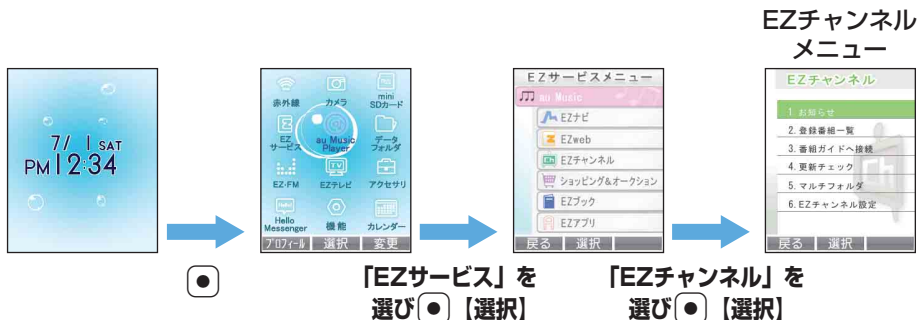 EZチャンネル
メニュー
7/ 1 SAT
PM12:34
赤外線
カメラ
mini
SDカード
EZ
サービス
au Music
Player
データ
フォルダ
EZ・FM
EZテレビ
アクセサリ
Hello
Messenger
機能
カレンダー
プロフィール 選択 変更
EZサービスメニュー
au Music
EZナビ
EZweb
EZチャンネル
ショッピング&オークション
EZブック
EZアプリ
戻る 選択
EZチャンネル
1.お知らせ
2.登録番組一覧
3.番組ガイドへ接続
4.更新チェック
5.マルチフォルダ
6.EZチャンネル設定
戻る 選択
「EZサービス」を
選び【選択】
「EZチャンネル」を
選び【選択】